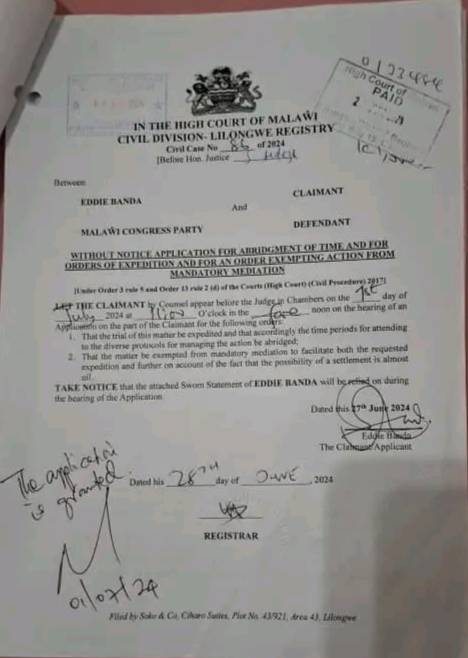 0122484
High Court of
PAID
2
IN THE HIGH COURT OF MALAWI
CIVIL DIVISION- LILONGWE REGISTRY
Civil Case No 86 of 2024
[Before Hon. Justice
Between
EDDIE BANDA CLAIMANT
And
MALAWI CONGRESS PARTY DEFENDANT
WITHOUT NOTICE APPLICATION FOR ABRIDGMENT OF TIME AND FOR
ORDERS OF EXPEDITION AND FOR AN ORDER EXEMPTING ACTION FROM
MANDATORY MEDIATION
[Under Order 3 rule 5 and Order 13 rule 2 (d) of the Courts (High Court) (Civil Procedure) 2017]
LET THE CLAIMANT by Counsel appear before the Judge in Chambers on the 1st day of
July 2024 at O'clock in the fore noon on the hearing of an
Application on the part of the Claimant for the following orders:
1. That the trial of this matter be expedited and that accordingly the time periods for attending
to the diverse protocols for managing the action be abridged;
2. That the matter be exempted from mandatory mediation to facilitate both the requested
expedition and further on account of the fact that the possibility of a settlement is almost
nil.
TAKE NOTICE that the attached Sworn Statement of EDDIE BANDA will be relied on during
the hearing of the Application.
Dated this 27th June 2024
Eddie Banda
The Claimant/Applicant
The application
is granted
01/07/24
Dated his 28TH day of JUNE, 2024
REGISTRAR
Filed by Soko & Co, Ciharo Suites, Plot No. 43/921, Area 43, Lilongwe